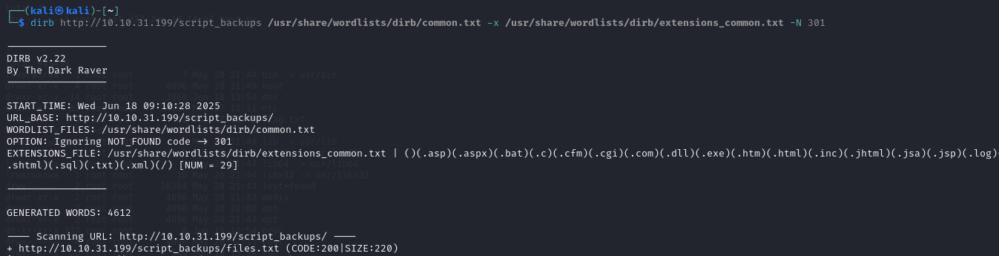 ┌──(kali㉿kali)-[~]
└─$ dirb http://10.10.31.199/script_backups /usr/share/wordlists/dirb/common.txt -x /usr/share/wordlists/dirb/extensions_common.txt -N 301
-----------------
DIRB v2.22
By The Dark Raver
-----------------
START_TIME: Wed Jun 18 09:10:28 2025
URL_BASE: http://10.10.31.199/script_backups/
WORDLIST_FILES: /usr/share/wordlists/dirb/common.txt
OPTION: Ignoring NOT_FOUND code -> 301
EXTENSIONS_FILE: /usr/share/wordlists/dirb/extensions_common.txt | ()(.asp)(.aspx)(.bat)(.c)(.cfm)(.cgi)(.com)(.dll)(.exe)(.htm)(.html)(.inc)(.jhtml)(.jsa)(.jsp)(.log)
.shtml)(.sql)(.txt)(.xml)(/) [NUM = 29]
-----------------
GENERATED WORDS: 4612
---- Scanning URL: http://10.10.31.199/script_backups/ ----
+ http://10.10.31.199/script_backups/files.txt (CODE:200|SIZE:220)